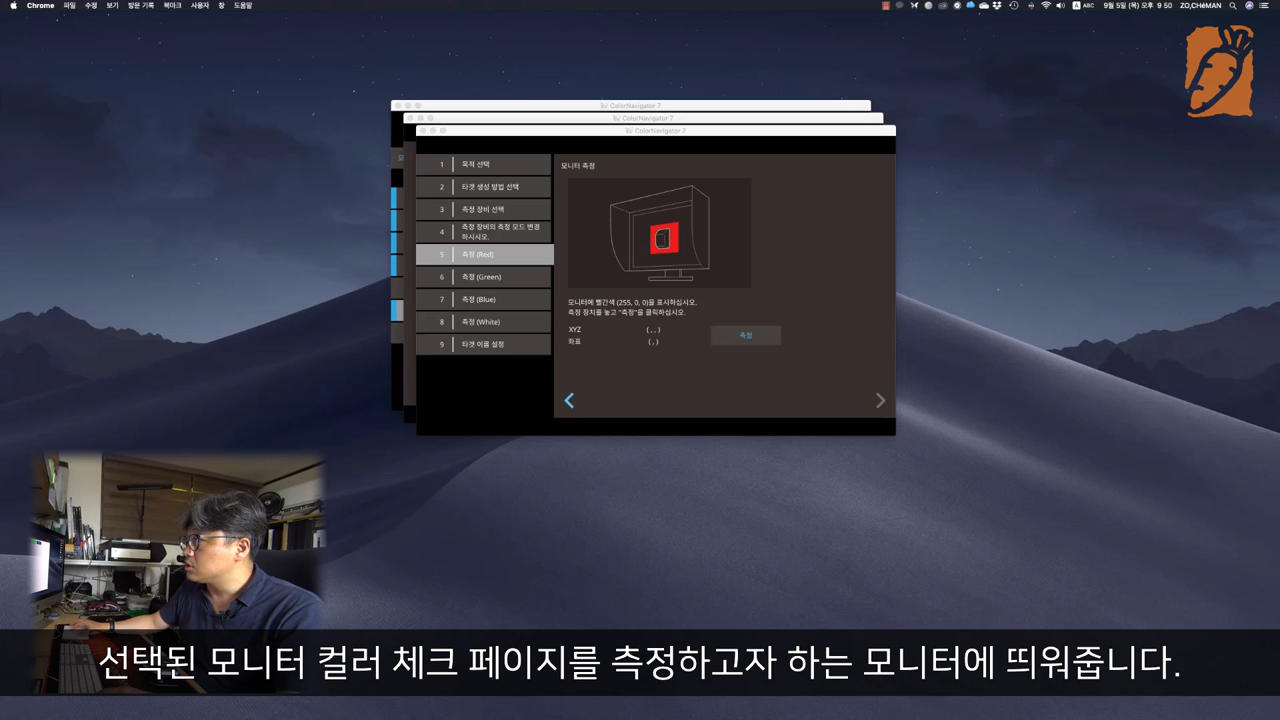 Chrome 파일 수정 보기 방문 기록 북마크 사용자 창 도움말
ABC 9월 5일 (목) 오후 9 50 ZO,CHéMAN
ColorNavigator 7
ColorNavigator 7
ColorNavigator 7
1 목적 선택
2 타겟 생성 방법 선택
3 측정 장비 선택
4 측정 장비의 측정 모드 변경
하시시오.
5 측정 (Red)
6 측정 (Green)
7 측정 (Blue)
8 측정 (White)
9 타겟 이름 설정
모니터 측정
모니터에 빨간색 (255, 0, 0)을 표시하십시오.
측정 장치를 놓고 "측정"을 클릭하십시오.
XYZ (, , )
좌표 (, )
측정
선택된 모니터 컬러 체크 페이지를 측정하고자 하는 모니터에 띄워줍니다.